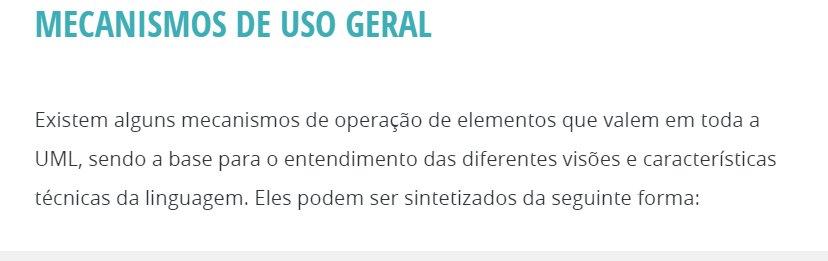 MECANISMOS DE USO GERAL
Existem alguns mecanismos de operação de elementos que valem em toda a
UML, sendo a base para o entendimento das diferentes visões e características
técnicas da linguagem. Eles podem ser sintetizados da seguinte forma: